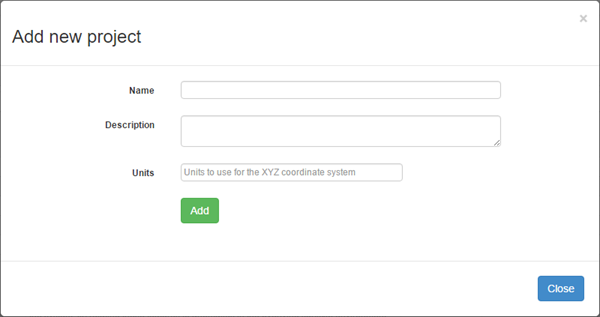 ×
Add new project
Name
Description
Units
Units to use for the XYZ coordinate system
Add
Close